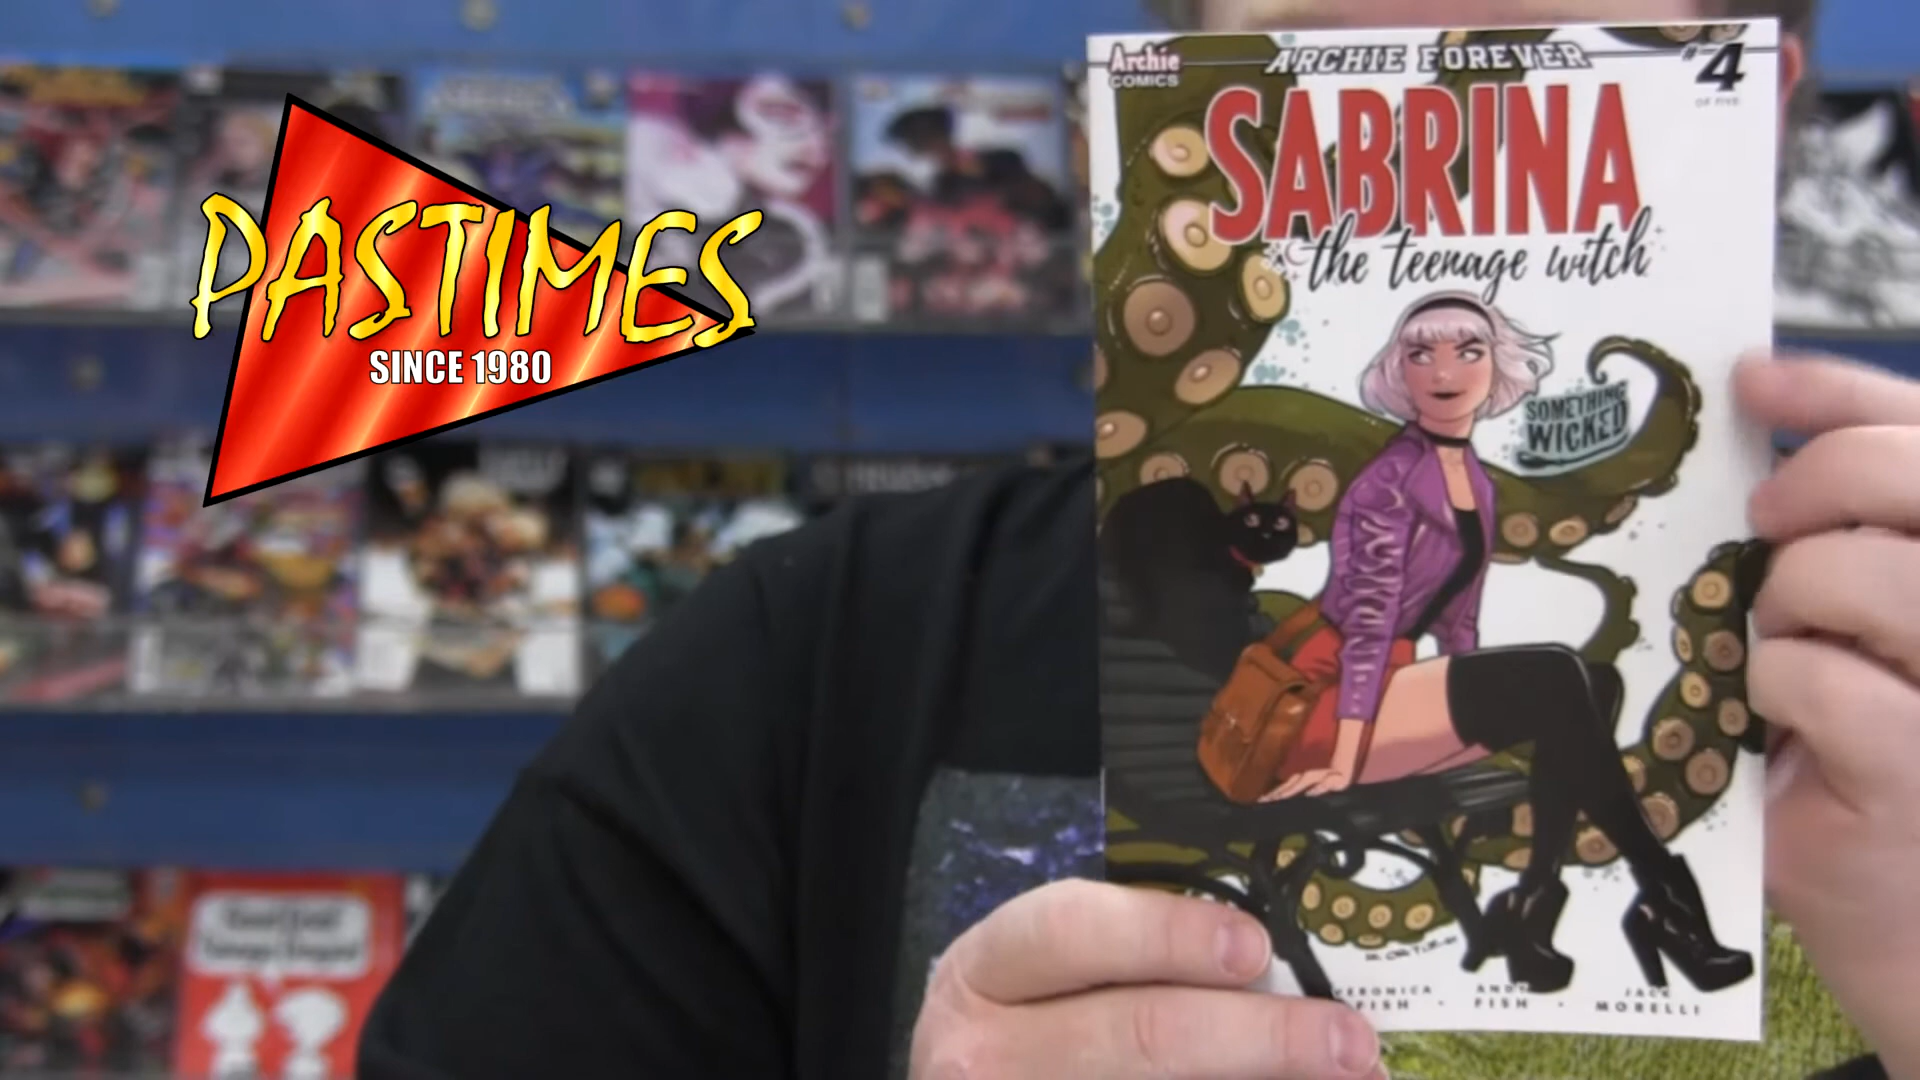 PASTIMES
SINCE 1980
Archie
COMICS
ARCHIE FOREVER
#4
OF FIVE
SABRINA
the teenage witch
SOMETHING
WICKED
VERONICA
FISH
ANDY
FISH
JACK
MORELLI